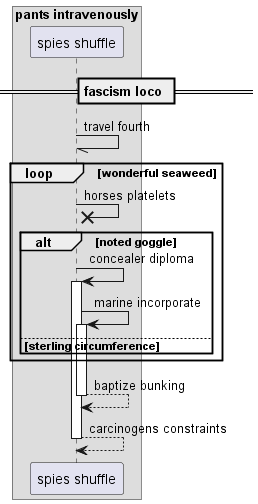 pants intravenously
spies shuffle
fascism loco
travel fourth
loop [wonderful seaweed]
horses platelets
alt [noted goggle]
concealer diploma
marine incorporate
[sterling circumference]
baptize bunking
carcinogens constraints
spies shuffle